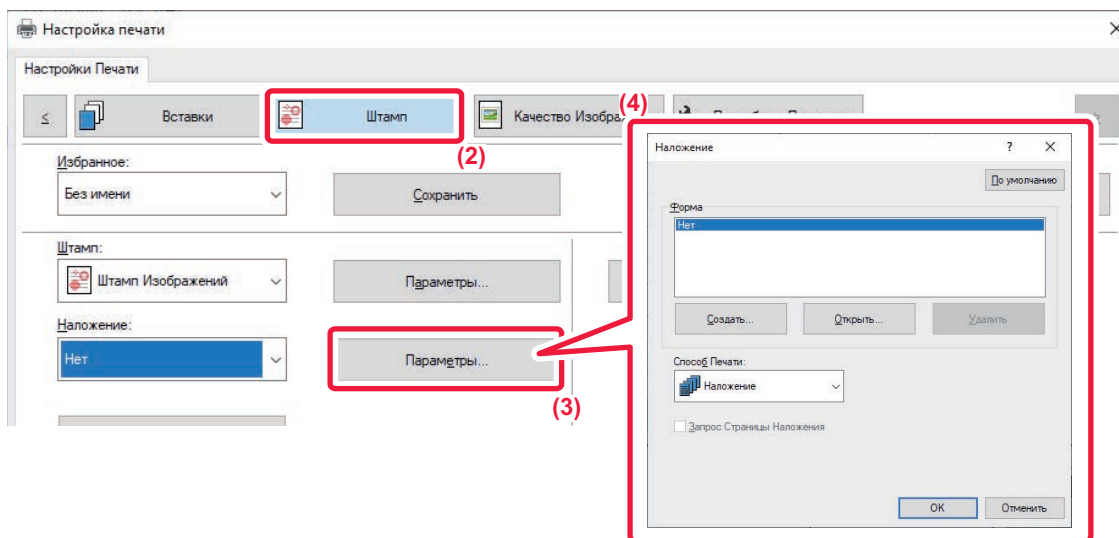 Настройка печати
Настройки Печати
<
Вставки
Штамп
Качество Изобра
(4)
(2)
Избранное:
Без имени
Сохранить
Штамп:
Штамп Изображений
Параметры...
Наложение:
Нет
Параметры...
(3)
Наложение
?
По умолчанию
Форма
Нет
Создать...
Открыть...
Удалить
Способ Печати:
Наложение
Запрос Страницы Наложения
OK
Отменить